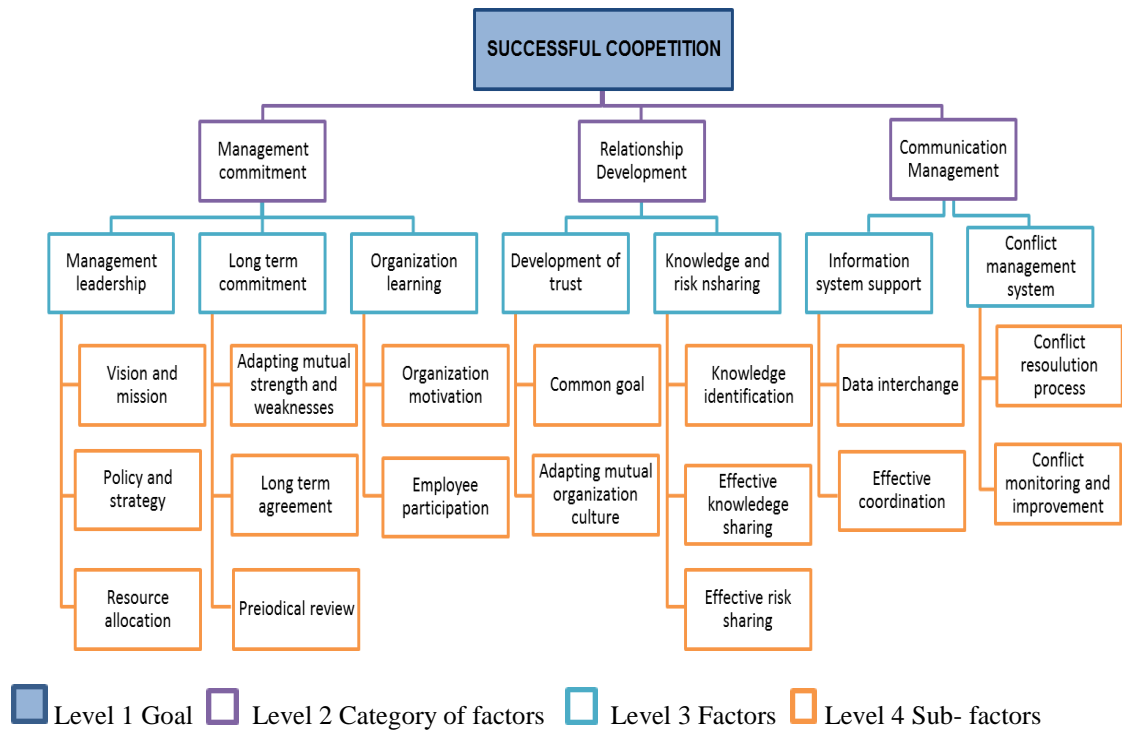 SUCCESSFUL COOPETITION
Management
commitment
Relationship
Development
Communication
Management
Management
leadership
Long term
commitment
Organization
learning
Development of
trust
Knowledge and
risk nsharing
Information
system support
Conflict
management
system
Vision and
mission
Adapting mutual
strength and
weaknesses
Organization
motivation
Common goal
Knowledge
identification
Data interchange
Conflict
resoulution
process
Policy and
strategy
Long term
agreement
Employee
participation
Adapting mutual
organization
culture
Effective
knowledege
sharing
Effective
coordination
Conflict
monitoring and
improvement
Resource
allocation
Preiodical review
Effective risk
sharing
Level 1 Goal
Level 2 Category of factors
Level 3 Factors
Level 4 Sub- factors